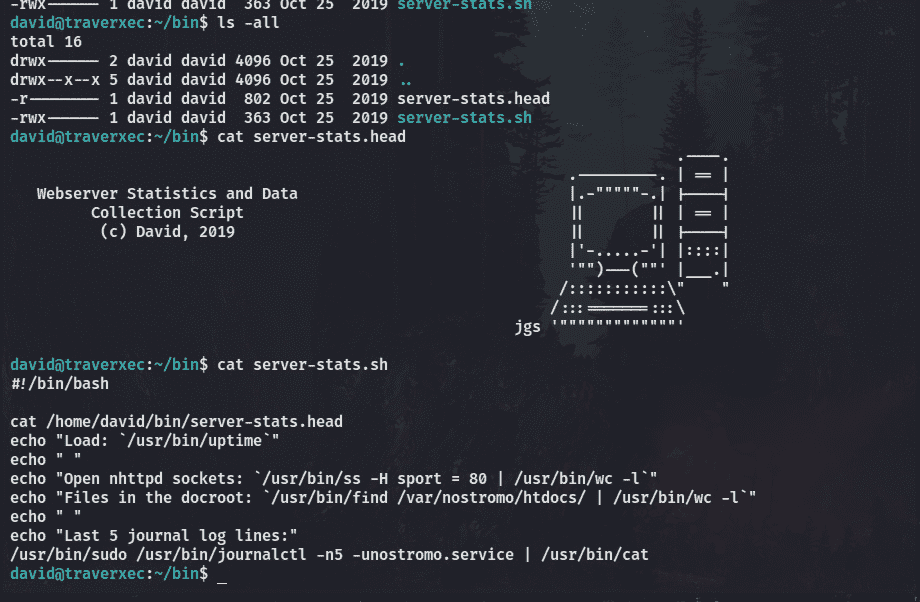 -rwx------ 1 david david  363 Oct 25  2019 server-stats.sh
david@traverxec:~/bin$ ls -all
total 16
drwx------ 2 david david 4096 Oct 25  2019 .
drwx--x--x 5 david david 4096 Oct 25  2019 ..
-r-------- 1 david david  802 Oct 25  2019 server-stats.head
-rwx------ 1 david david  363 Oct 25  2019 server-stats.sh
david@traverxec:~/bin$ cat server-stats.head
                                                                          .----.
                                                              .---------. | == |
   Webserver Statistics and Data                              |.-"""""-.| |----|
         Collection Script                                    ||       || | == |
          (c) David, 2019                                     ||       || |----|
                                                              |'-.....-'| |::::|
                                                              '"")---(""' |___.|
                                                             /:::::::::::\"    "
                                                            /:::=======:::\
                                                        jgs '"""""""""""""'
david@traverxec:~/bin$ cat server-stats.sh
#!/bin/bash
cat /home/david/bin/server-stats.head
echo "Load: `/usr/bin/uptime`"
echo " "
echo "Open nhttpd sockets: `/usr/bin/ss -H sport = 80 | /usr/bin/wc -l`"
echo "Files in the docroot: `/usr/bin/find /var/nostromo/htdocs/ | /usr/bin/wc -l`"
echo " "
echo "Last 5 journal log lines:"
/usr/bin/sudo /usr/bin/journalctl -n5 -unostromo.service | /usr/bin/cat
david@traverxec:~/bin$ _